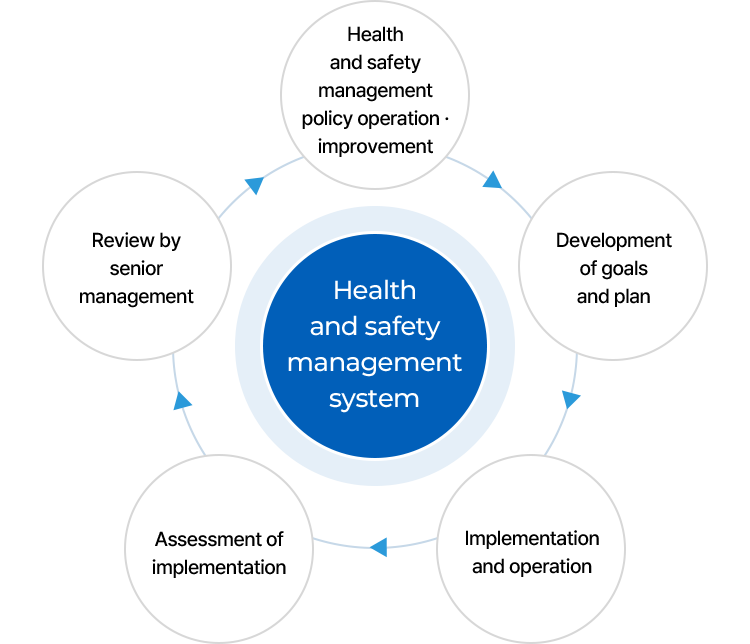 Health
and safety
management
policy operation ·
improvement
Development
of goals
and plan
Implementation
and operation
Assessment of
implementation
Review by
senior
management
Health
and safety
management
system